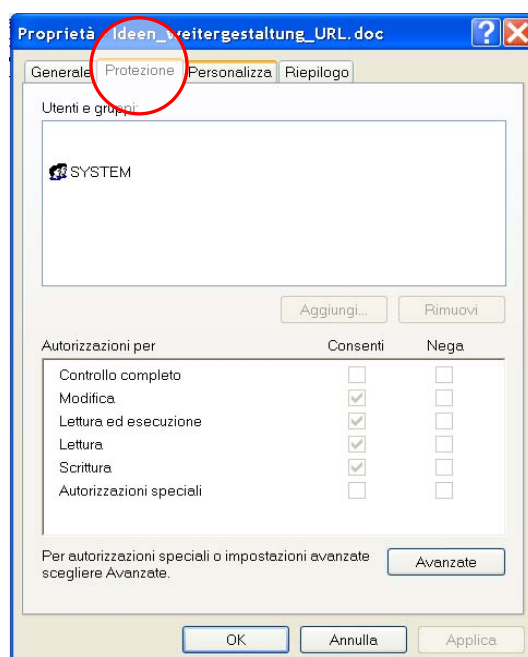 Proprietà - Ideen_Weitergestaltung_URL.doc
Generale Protezione Personalizza Riepilogo
Utenti e gruppi:
SYSTEM
Aggiungi... Rimuovi
Autorizzazioni per Consenti Nega
Controllo completo
Modifica
Lettura ed esecuzione
Lettura
Scrittura
Autorizzazioni speciali
Per autorizzazioni speciali o impostazioni avanzate
scegliere Avanzate.
Avanzate
OK Annulla Applica